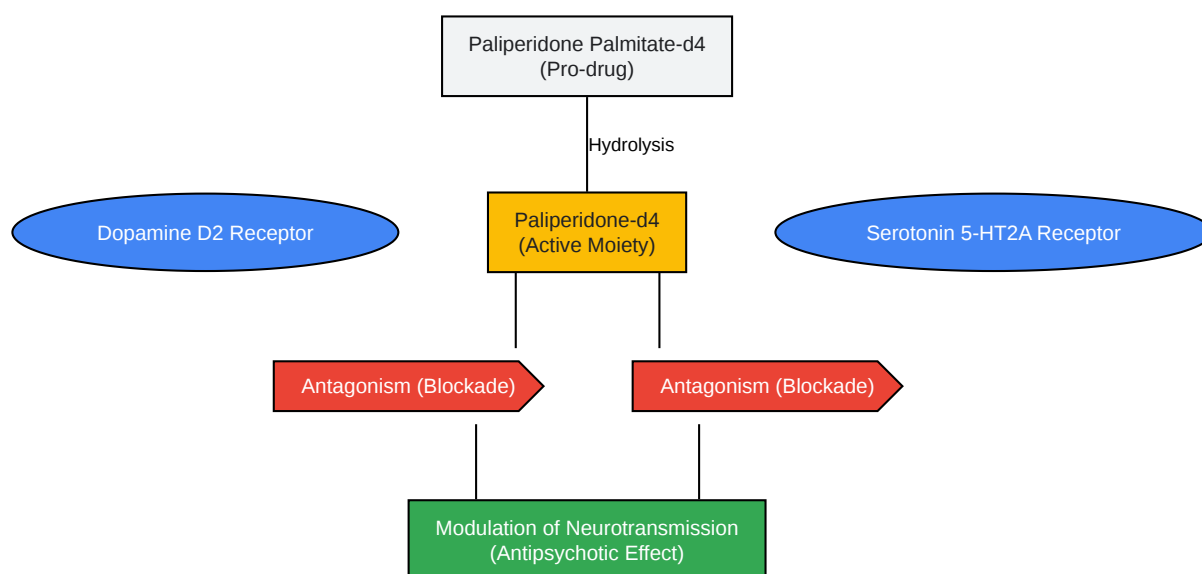 Paliperidone Palmitate-d4
(Pro-drug)
Hydrolysis
Dopamine D2 Receptor
Paliperidone-d4
(Active Moiety)
Serotonin 5-HT2A Receptor
Antagonism (Blockade)
Antagonism (Blockade)
Modulation of Neurotransmission
(Antipsychotic Effect)